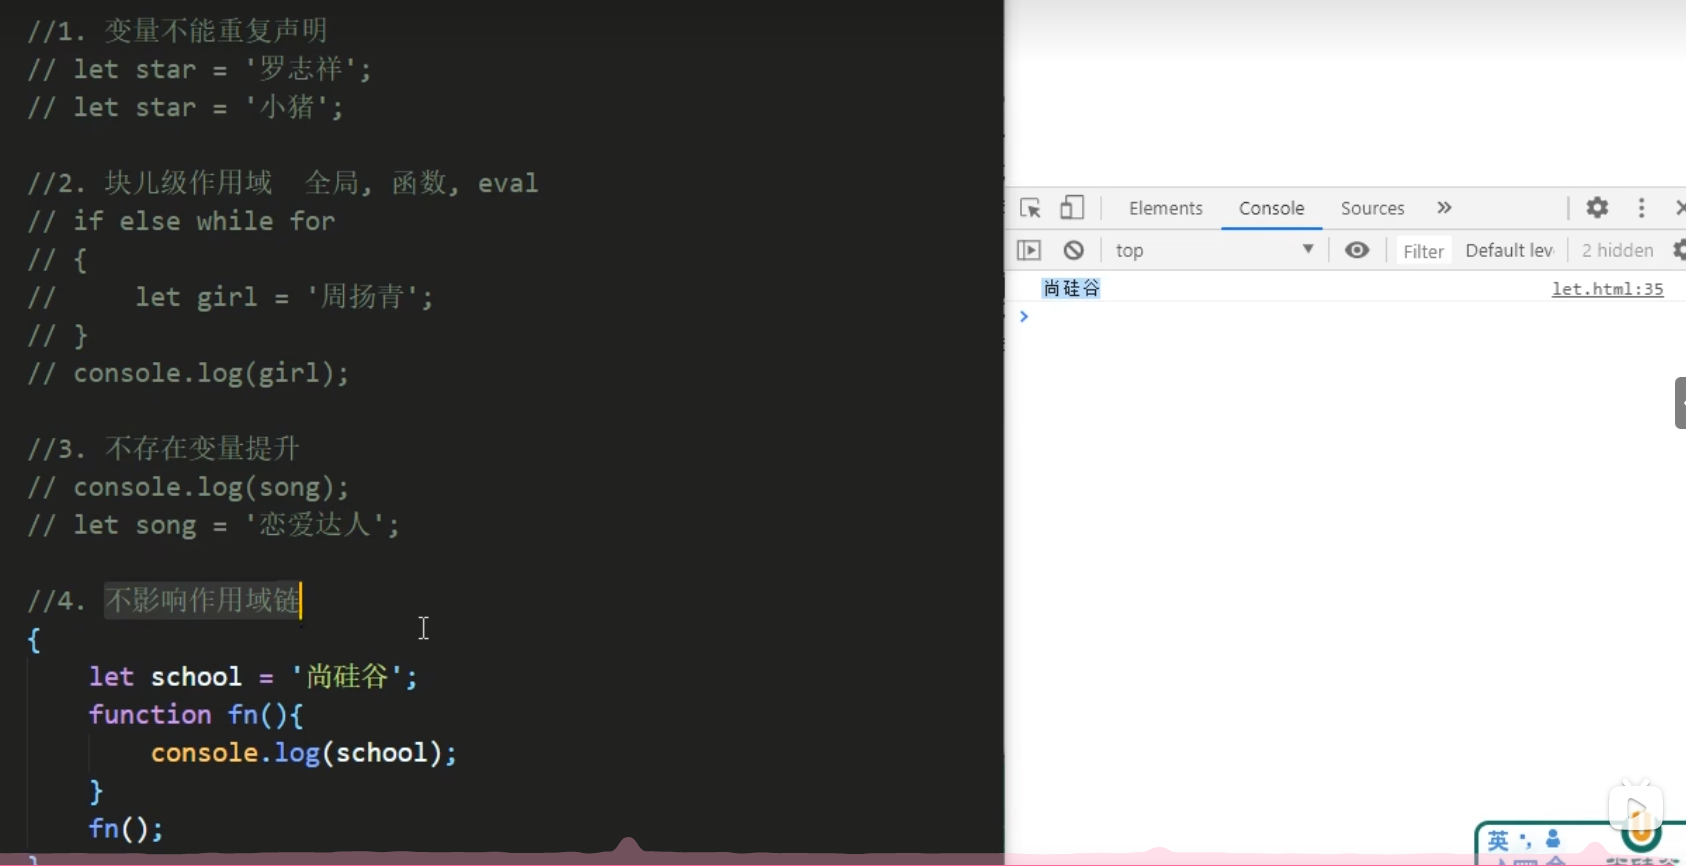 //1. 变量不能重复声明
// let star = '罗志祥';
// let star = '小猪';
//2. 块儿级作用域  全局, 函数, eval
// if else while for
// {
//     let girl = '周扬青';
// }
// console.log(girl);
//3. 不存在变量提升
// console.log(song);
// let song = '恋爱达人';
//4. 不影响作用域链
{
    let school = '尚硅谷';
    function fn(){
        console.log(school);
    }
    fn();
Elements Console Sources »
top Filter Default lev 2 hidden
尚硅谷 let.html:35
>
英